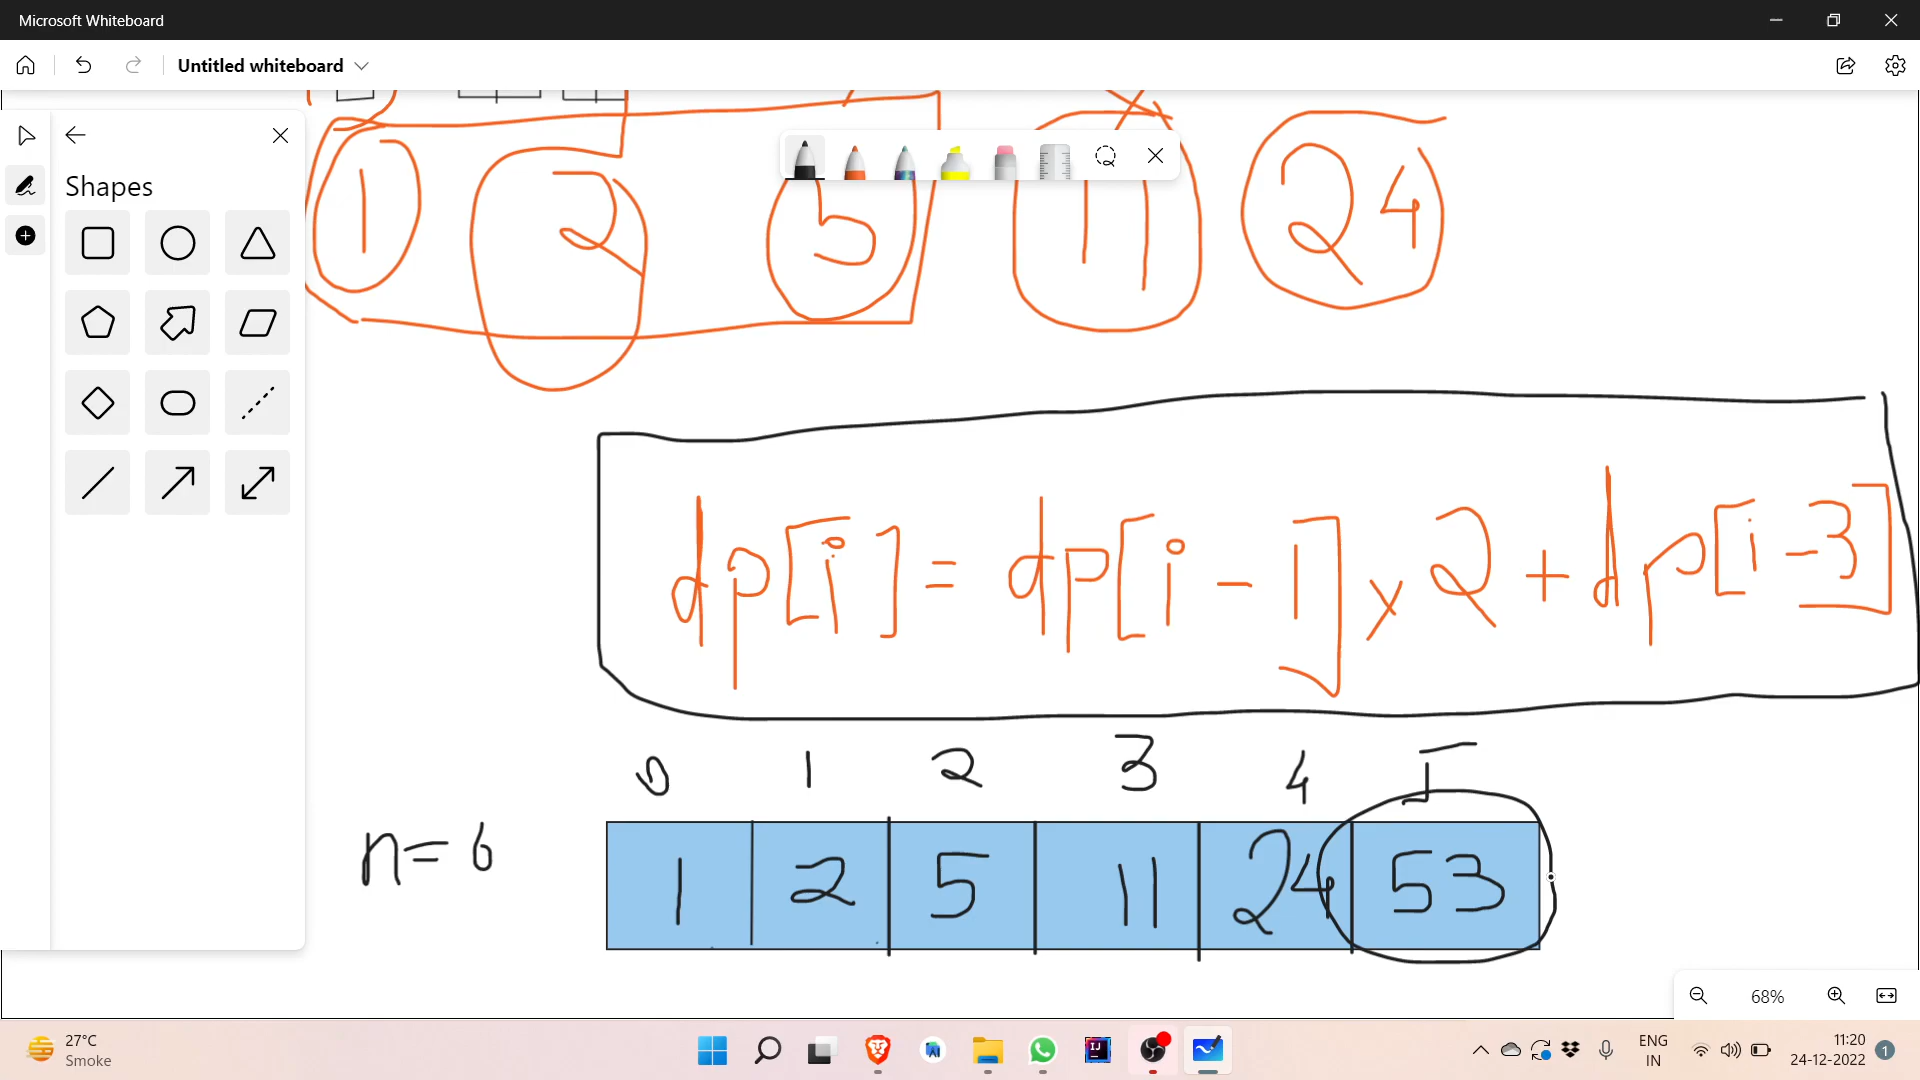 Microsoft Whiteboard
Untitled whiteboard
Shapes
1 2 5 11 24
dp[i] = dp[i - 1] x 2 + dp[i - 3]
0 1 2 3 4 5
n = 6
1 2 5 11 24 53
68%
27°C
Smoke
IJ
ENG
IN
11:20
24-12-2022
1